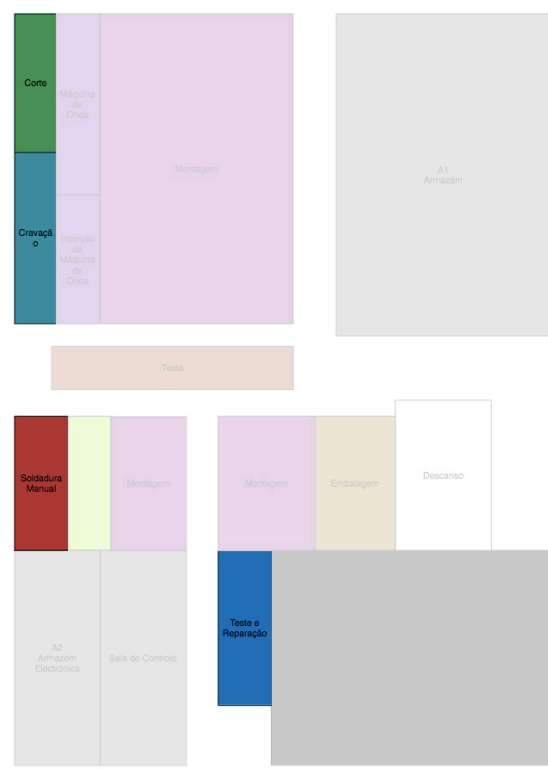 Corte
Máquina
de
Onda
Montagem
A1
Armazém
Cravaçã
o
Inserção
da
Máquina
de
Onda
Teste
Soldadura
Manual
Montagem
Montagem
Embalagem
Descanso
A2
Armazém
Electrónica
Sala de Controlo
Teste e
Reparação